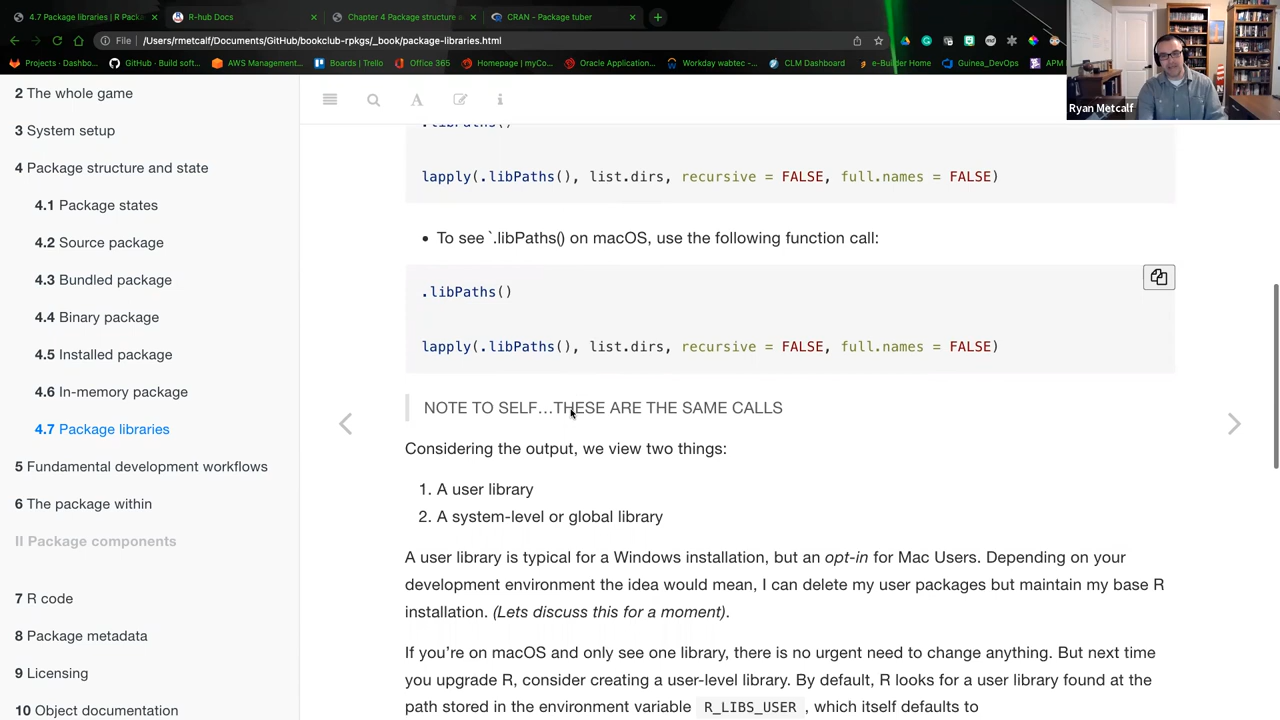 4.7 Package libraries | R Pack
R-hub Docs
Chapter 4 Package structure
CRAN - Package tuber
File
/Users/rmetcalf/Documents/GitHub/bookclub-rpkgs/_book/package-libraries.html
Projects · Dashbo...
GitHub · Build soft...
AWS Management...
Boards | Trello
Office 365
Homepage | myCo...
Oracle Application...
Workday wabtec -...
CLM Dashboard
e-Builder Home
Guinea_DevOps
APM
Ryan Metcalf
2 The whole game
3 System setup
4 Package structure and state
4.1 Package states
4.2 Source package
4.3 Bundled package
4.4 Binary package
4.5 Installed package
4.6 In-memory package
4.7 Package libraries
5 Fundamental development workflows
6 The package within
II Package components
7 R code
8 Package metadata
9 Licensing
10 Object documentation
.libPaths()
lapply(.libPaths(), list.dirs, recursive = FALSE, full.names = FALSE)
• To see `.libPaths() on macOS, use the following function call:
.libPaths()
lapply(.libPaths(), list.dirs, recursive = FALSE, full.names = FALSE)
NOTE TO SELF…THESE ARE THE SAME CALLS
Considering the output, we view two things:
1. A user library
2. A system-level or global library
A user library is typical for a Windows installation, but an opt-in for Mac Users. Depending on your
development environment the idea would mean, I can delete my user packages but maintain my base R
installation. (Lets discuss this for a moment).
If you're on macOS and only see one library, there is no urgent need to change anything. But next time
you upgrade R, consider creating a user-level library. By default, R looks for a user library found at the
path stored in the environment variable R_LIBS_USER , which itself defaults to